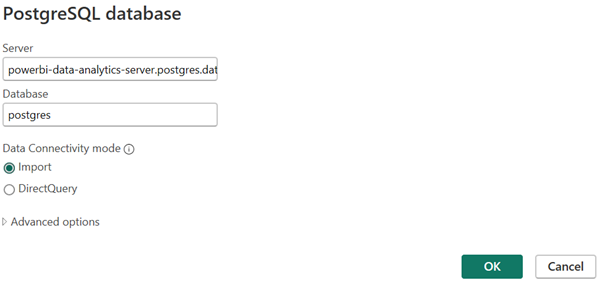 PostgreSQL database
Server
powerbi-data-analytics-server.postgres.dat
Database
postgres
Data Connectivity mode
Import
DirectQuery
Advanced options
OK Cancel